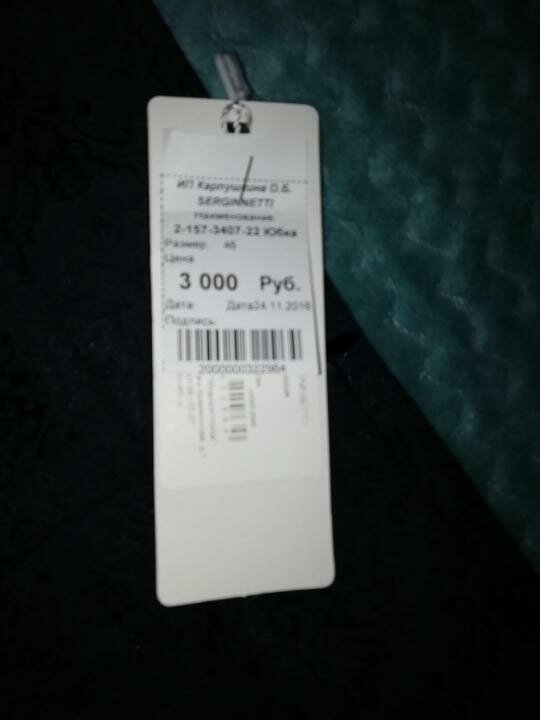 ИП Карпушкина О.Б.
SERGINNETTI
Наименование:
2-157-3407-22 Юбка
Размер 46
Цена
3 000 Руб.
Дата: Дата24.11.2016
Подпись:
2000000322964